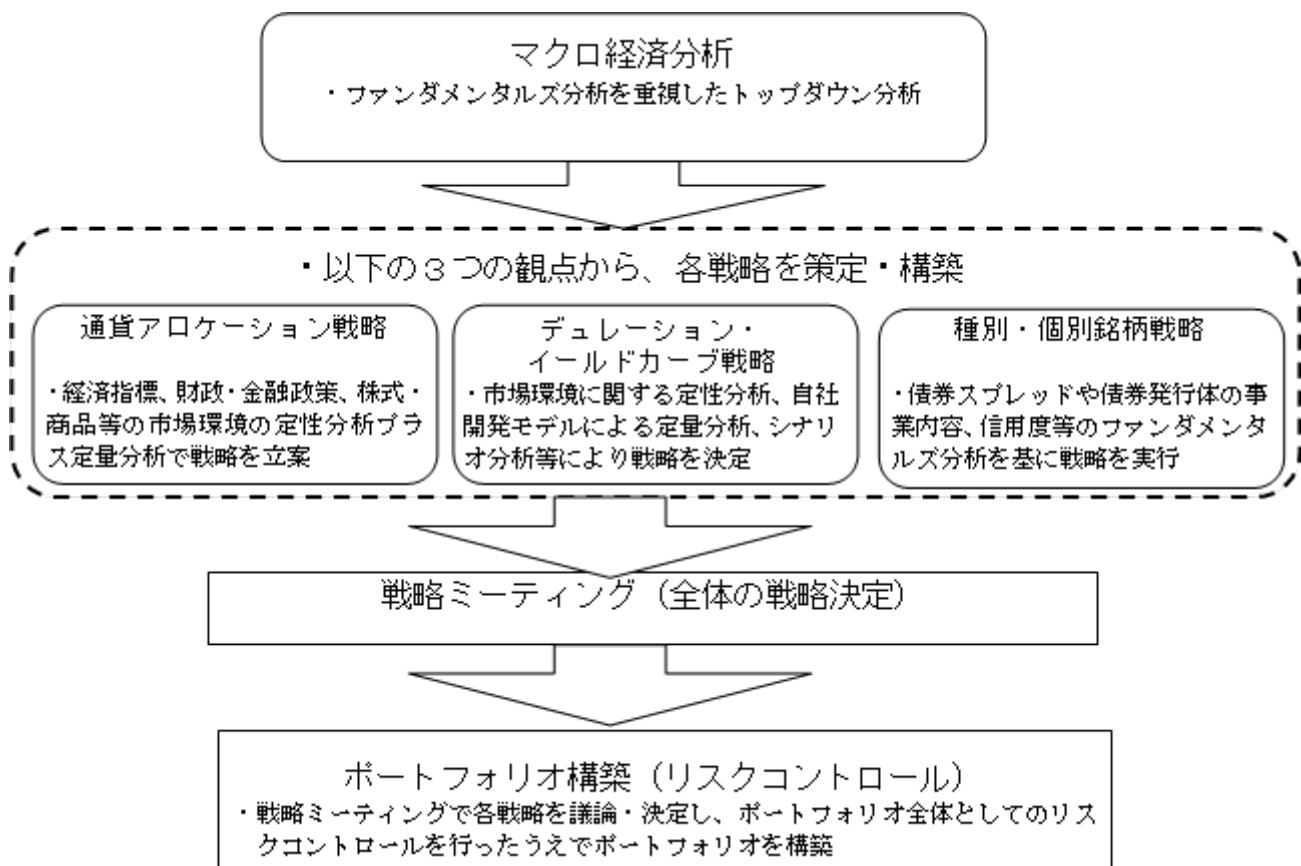 マクロ経済分析
・ファンダメンタルズ分析を重視したトップダウン分析
・以下の３つの観点から、各戦略を策定・構築
通貨アロケーション戦略
・経済指標、財政・金融政策、株式・
商品等の市場環境の定性分析プラ
ス定量分析で戦略を立案
デュレーション・
イールドカーブ戦略
・市場環境に関する定性分析、自社
開発モデルによる定量分析、シナリ
オ分析等により戦略を決定
種別・個別銘柄戦略
・債券スプレッドや債券発行体の事
業内容、信用度等のファンダメンタ
ルズ分析を基に戦略を実行
戦略ミーティング（全体の戦略決定）
ポートフォリオ構築（リスクコントロール）
・戦略ミーティングで各戦略を議論・決定し、ポートフォリオ全体としてのリス
クコントロールを行ったうえでポートフォリオを構築